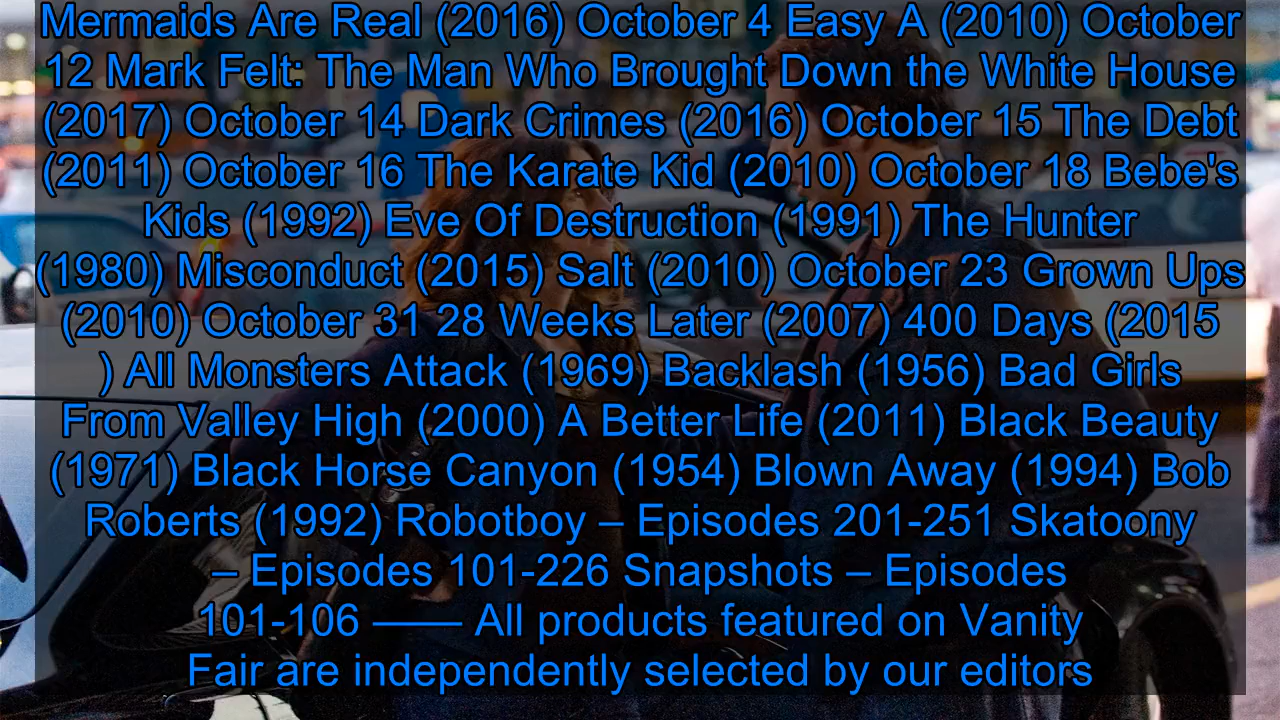 Mermaids Are Real (2016) October 4 Easy A (2010) October
12 Mark Felt: The Man Who Brought Down the White House
(2017) October 14 Dark Crimes (2016) October 15 The Debt
(2011) October 16 The Karate Kid (2010) October 18 Bebe's
Kids (1992) Eve Of Destruction (1991) The Hunter
(1980) Misconduct (2015) Salt (2010) October 23 Grown Ups
(2010) October 31 28 Weeks Later (2007) 400 Days (2015
) All Monsters Attack (1969) Backlash (1956) Bad Girls
From Valley High (2000) A Better Life (2011) Black Beauty
(1971) Black Horse Canyon (1954) Blown Away (1994) Bob
Roberts (1992) Robotboy – Episodes 201-251 Skatoony
– Episodes 101-226 Snapshots – Episodes
101-106 —— All products featured on Vanity
Fair are independently selected by our editors